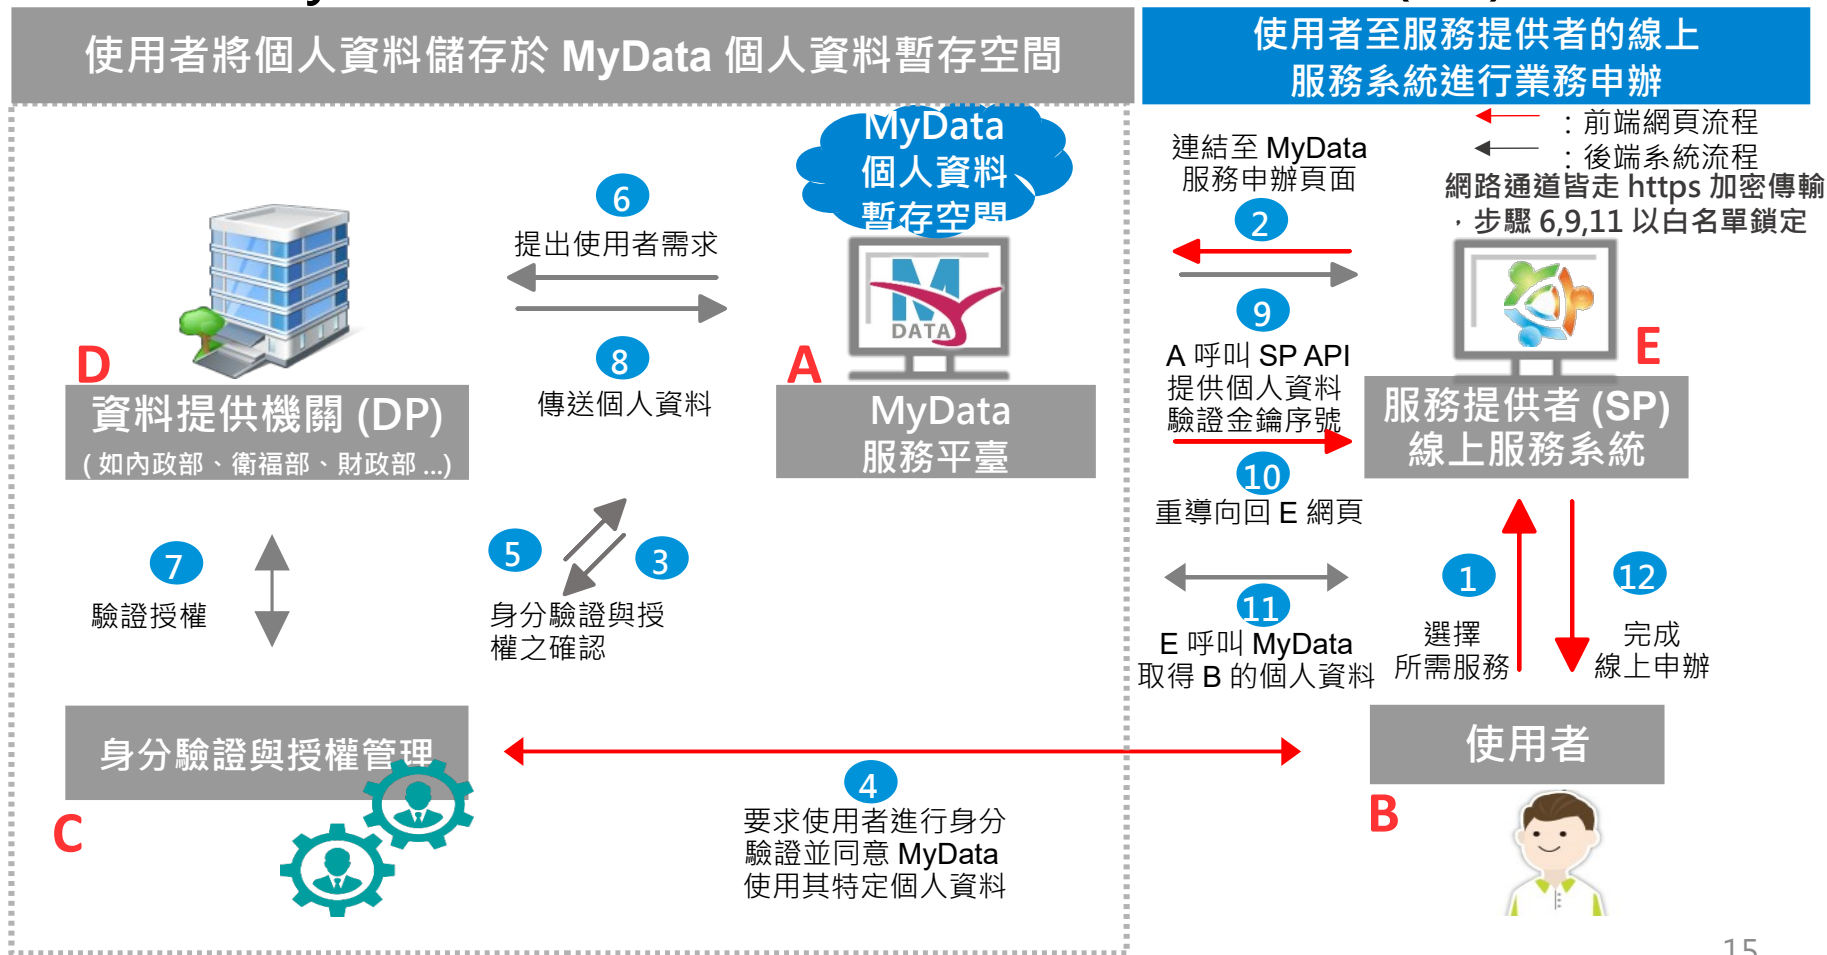 使用者將個人資料儲存於 MyData 個人資料暫存空間
使用者至服務提供者的線上
服務系統進行業務申辦
MyData
個人資料
暫存空間
：前端網頁流程
：後端系統流程
網路通道皆走 https 加密傳輸
，步驟 6,9,11 以白名單鎖定
連結至 MyData
服務申辦頁面
2
6
提出使用者需求
8
傳送個人資料
M
DATA
9
A 呼叫 SP API
提供個人資料
驗證金鑰序號
10
重導向回 E 網頁
D
資料提供機關 (DP)
( 如內政部、衛福部、財政部 ...)
A
MyData
服務平臺
E
服務提供者 (SP)
線上服務系統
7
驗證授權
5
3
身分驗證與授
權之確認
11
E 呼叫 MyData
取得 B 的個人資料
1
選擇
所需服務
12
完成
線上申辦
身分驗證與授權管理
C
4
要求使用者進行身分
驗證並同意 MyData
使用其特定個人資料
使用者
B
15